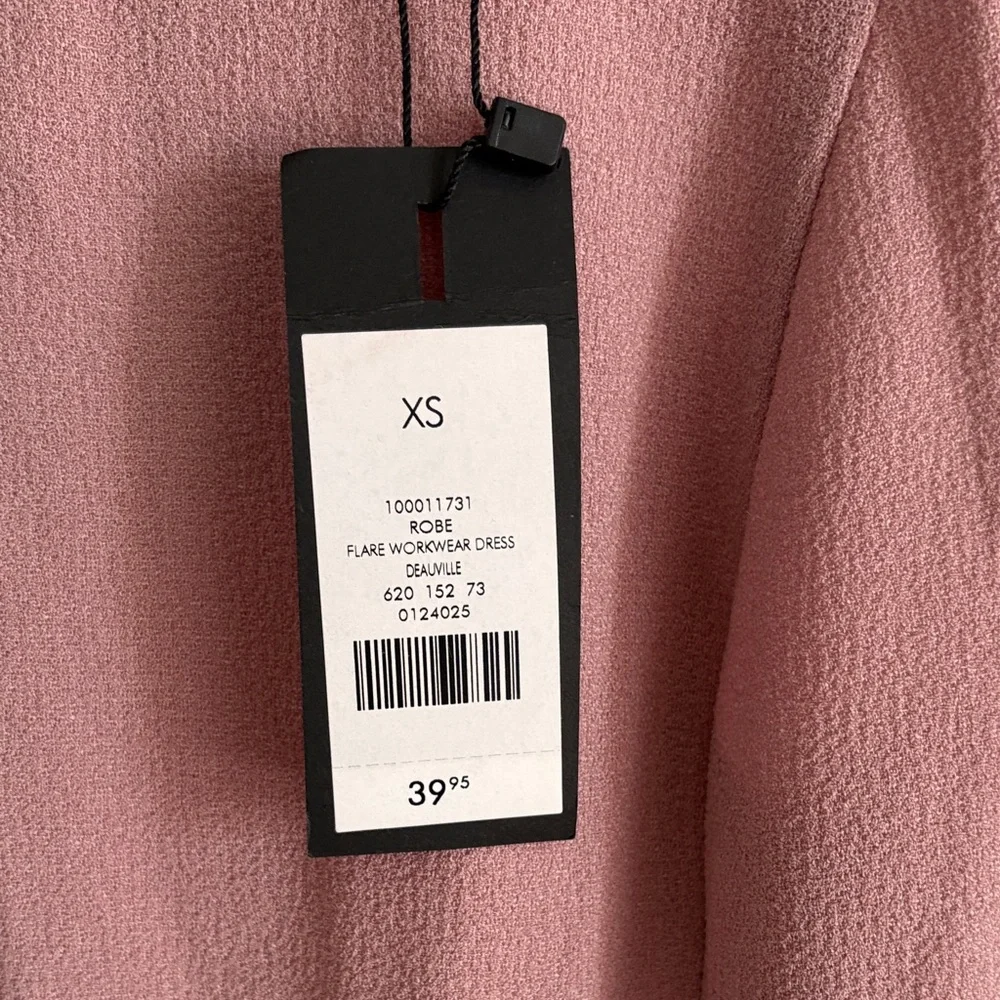 XS
100011731
ROBE
FLARE WORKWEAR DRESS
DEAUVILLE
620 152 73
0124025
39⁹⁵